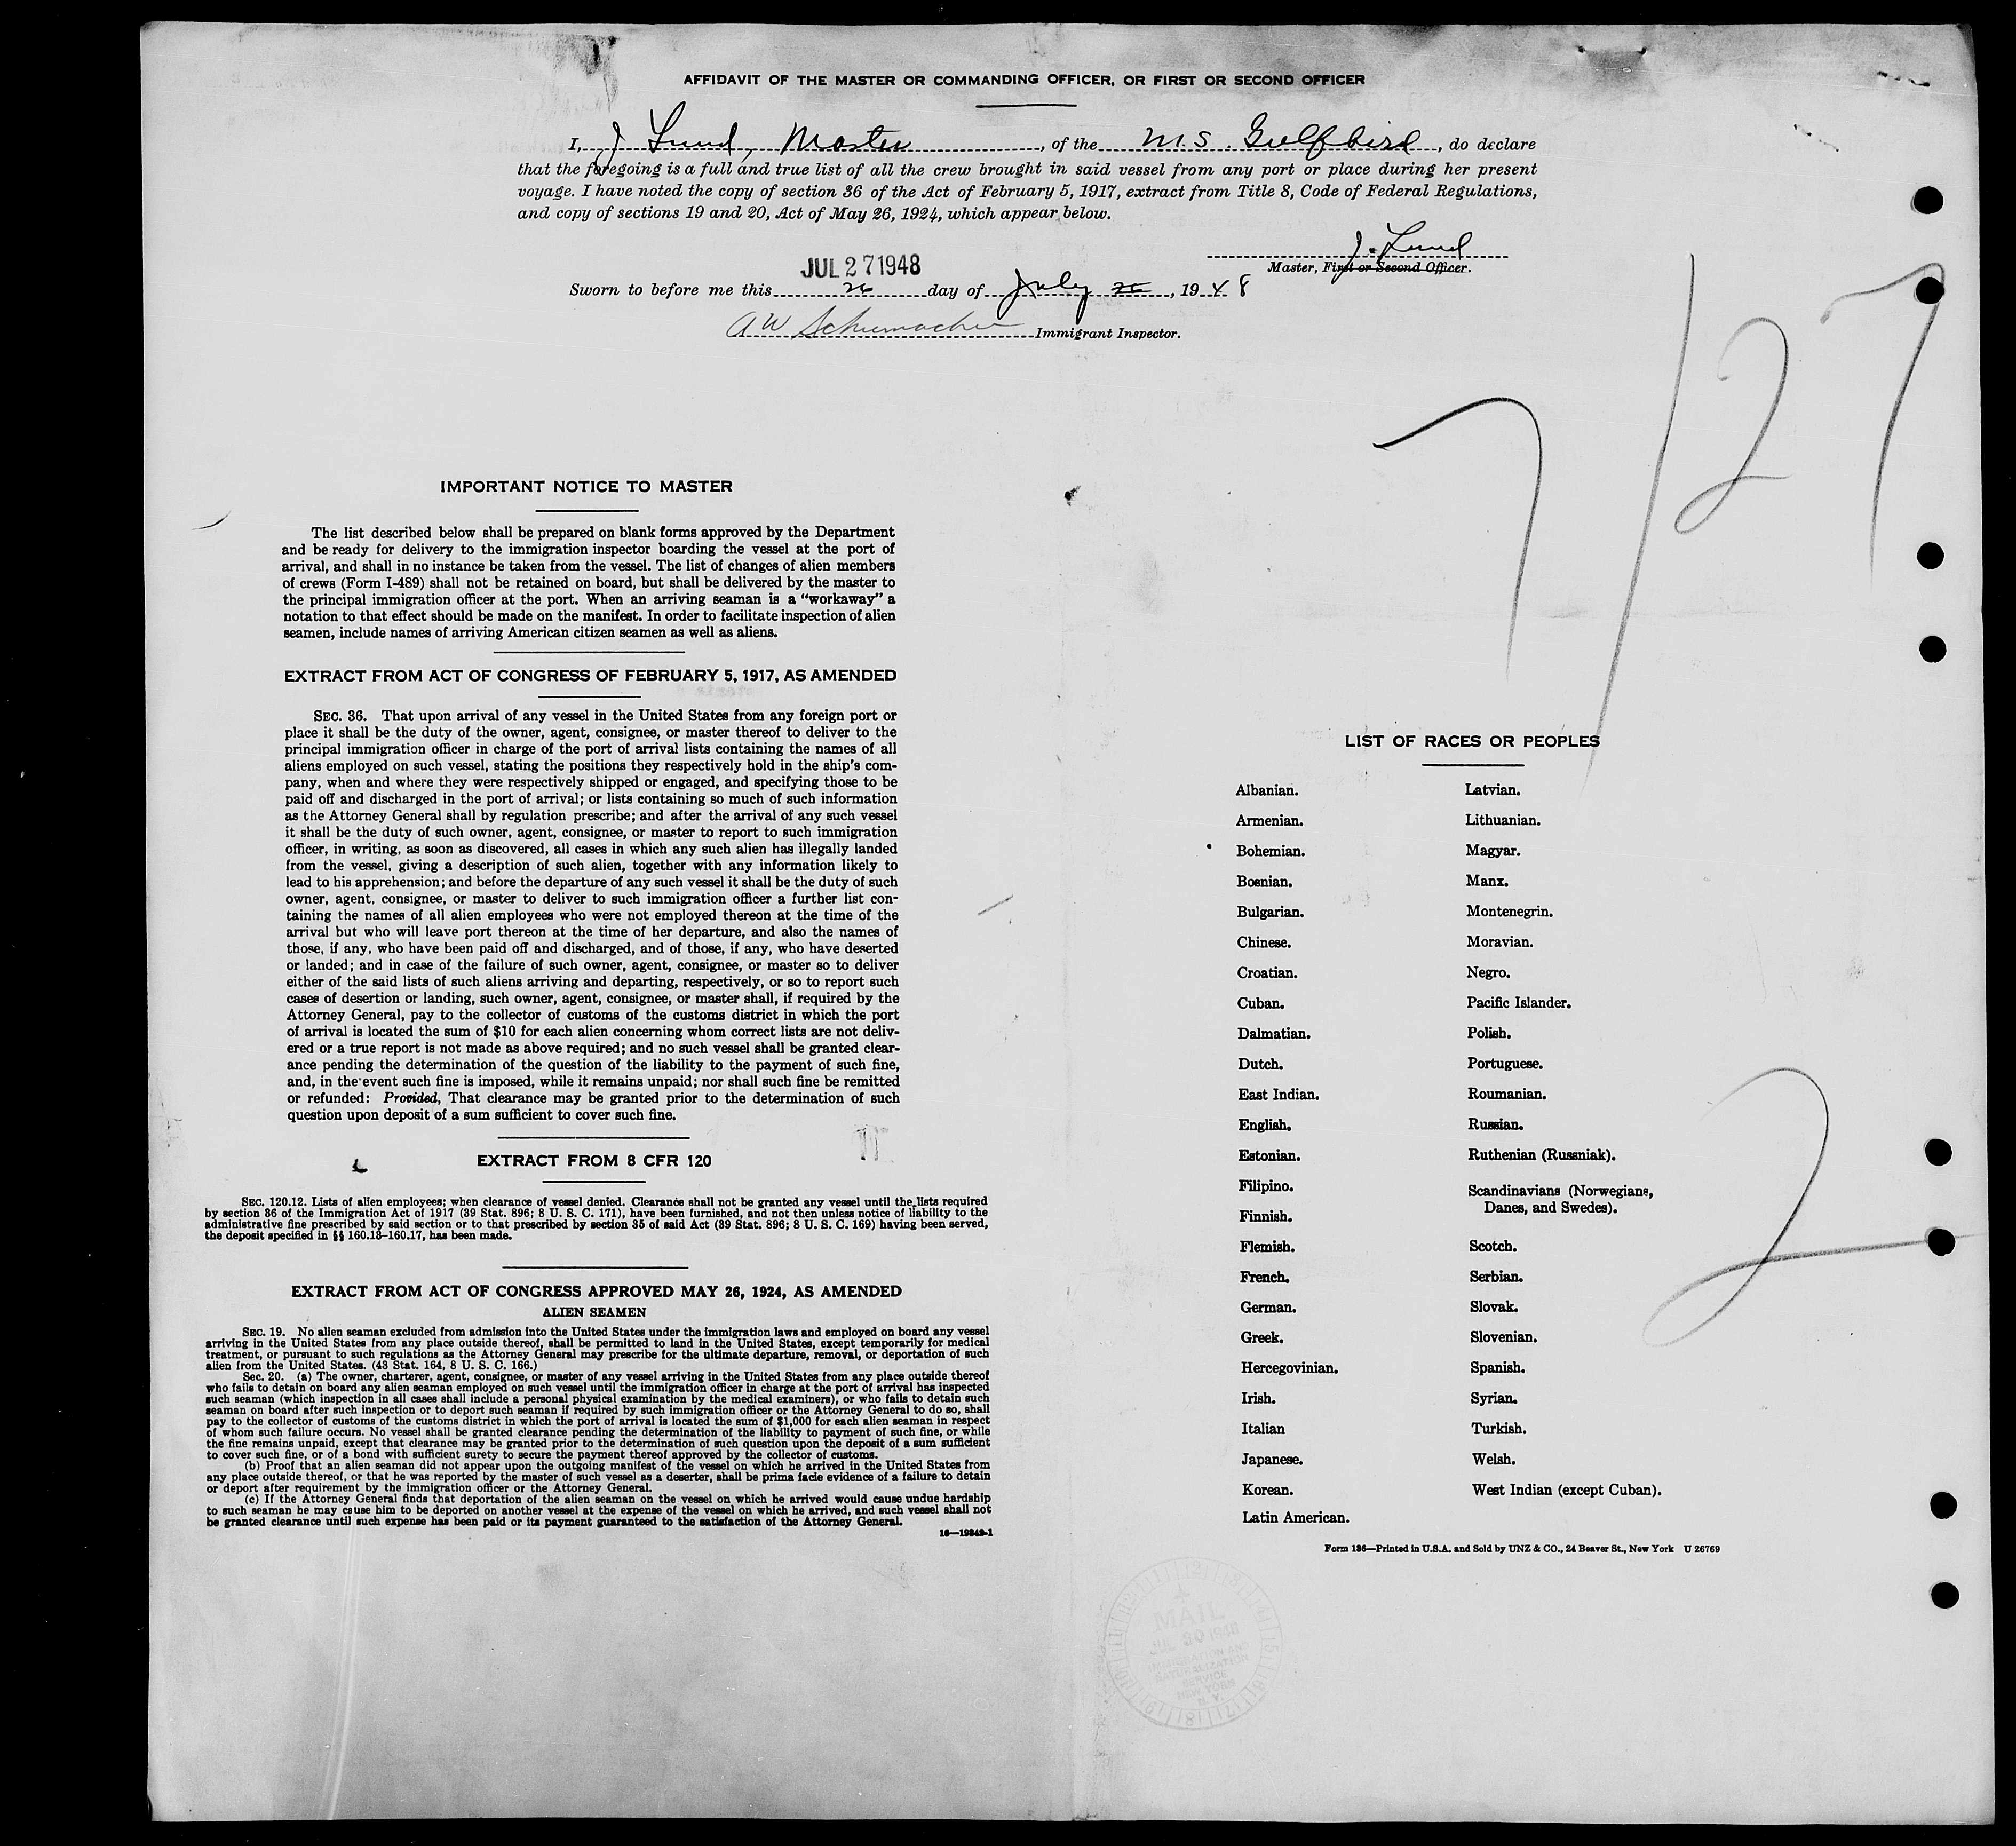 AFFIDAVIT OF THE MASTER OR COMMANDING OFFICER, OR FIRST OR SECOND OFFICER
I, J Lund, Master, of the M.S. Gulfbird, do declare
that the foregoing is a full and true list of all the crew brought in said vessel from any port or place during her present
voyage. I have noted the copy of section 36 of the Act of February 5, 1917, extract from Title 8, Code of Federal Regulations,
and copy of sections 19 and 20, Act of May 26, 1924, which appear below.
J. Lund
Master, First or Second Officer.
JUL 27 1948
Sworn to before me this 26 day of July 26, 19 48
A W Schumacher Immigrant Inspector.
7/27
IMPORTANT NOTICE TO MASTER
The list described below shall be prepared on blank forms approved by the Department
and be ready for delivery to the immigration inspector boarding the vessel at the port of
arrival, and shall in no instance be taken from the vessel. The list of changes of alien members
of crews (Form I-489) shall not be retained on board, but shall be delivered by the master to
the principal immigration officer at the port. When an arriving seaman is a "workaway" a
notation to that effect should be made on the manifest. In order to facilitate inspection of alien
seamen, include names of arriving American citizen seamen as well as aliens.
EXTRACT FROM ACT OF CONGRESS OF FEBRUARY 5, 1917, AS AMENDED
SEC. 36. That upon arrival of any vessel in the United States from any foreign port or
place it shall be the duty of the owner, agent, consignee, or master thereof to deliver to the
principal immigration officer in charge of the port of arrival lists containing the names of all
aliens employed on such vessel, stating the positions they respectively hold in the ship's com-
pany, when and where they were respectively shipped or engaged, and specifying those to be
paid off and discharged in the port of arrival; or lists containing so much of such information
as the Attorney General shall by regulation prescribe; and after the arrival of any such vessel
it shall be the duty of such owner, agent, consignee, or master to report to such immigration
officer, in writing, as soon as discovered, all cases in which any such alien has illegally landed
from the vessel, giving a description of such alien, together with any information likely to
lead to his apprehension; and before the departure of any such vessel it shall be the duty of such
owner, agent, consignee, or master to deliver to such immigration officer a further list con-
taining the names of all alien employees who were not employed thereon at the time of the
arrival but who will leave port thereon at the time of her departure, and also the names of
those, if any, who have been paid off and discharged, and of those, if any, who have deserted
or landed; and in case of the failure of such owner, agent, consignee, or master so to deliver
either of the said lists of such aliens arriving and departing, respectively, or so to report such
cases of desertion or landing, such owner, agent, consignee, or master shall, if required by the
Attorney General, pay to the collector of customs of the customs district in which the port
of arrival is located the sum of $10 for each alien concerning whom correct lists are not deliv-
ered or a true report is not made as above required; and no such vessel shall be granted clear-
ance pending the determination of the question of the liability to the payment of such fine,
and, in the event such fine is imposed, while it remains unpaid; nor shall such fine be remitted
or refunded: Provided, That clearance may be granted prior to the determination of such
question upon deposit of a sum sufficient to cover such fine.
EXTRACT FROM 8 CFR 120
SEC. 120.12. Lists of alien employees; when clearance of vessel denied. Clearance shall not be granted any vessel until the lists required
by section 36 of the Immigration Act of 1917 (39 Stat. 896; 8 U. S. C. 171), have been furnished, and not then unless notice of liability to the
administrative fine prescribed by said section or to that prescribed by section 35 of said Act (39 Stat. 896; 8 U. S. C. 169) having been served,
the deposit specified in §§ 160.13-160.17, has been made.
EXTRACT FROM ACT OF CONGRESS APPROVED MAY 26, 1924, AS AMENDED
ALIEN SEAMEN
SEC. 19. No alien seaman excluded from admission into the United States under the immigration laws and employed on board any vessel
arriving in the United States from any place outside thereof, shall be permitted to land in the United States, except temporarily for medical
treatment, or pursuant to such regulations as the Attorney General may prescribe for the ultimate departure, removal, or deportation of such
alien from the United States. (43 Stat. 164, 8 U. S. C. 166.)
Sec. 20. (a) The owner, charterer, agent, consignee, or master of any vessel arriving in the United States from any place outside thereof
who fails to detain on board any alien seaman employed on such vessel until the immigration officer in charge at the port of arrival has inspected
such seaman (which inspection in all cases shall include a personal physical examination by the medical examiners), or who fails to detain such
seaman on board after such inspection or to deport such seaman if required by such immigration officer or the Attorney General to do so, shall
pay to the collector of customs of the customs district in which the port of arrival is located the sum of $1,000 for each alien seaman in respect
of whom such failure occurs. No vessel shall be granted clearance pending the determination of the liability to payment of such fine, or while
the fine remains unpaid, except that clearance may be granted prior to the determination of such question upon the deposit of a sum sufficient
to cover such fine, or of a bond with sufficient surety to secure the payment thereof approved by the collector of customs.
(b) Proof that an alien seaman did not appear upon the outgoing manifest of the vessel on which he arrived in the United States from
any place outside thereof, or that he was reported by the master of such vessel as a deserter, shall be prima facie evidence of a failure to detain
or deport after requirement by the immigration officer or the Attorney General.
(c) If the Attorney General finds that deportation of the alien seaman on the vessel on which he arrived would cause undue hardship
to such seaman he may cause him to be deported on another vessel at the expense of the vessel on which he arrived, and such vessel shall not
be granted clearance until such expense has been paid or its payment guaranteed to the satisfaction of the Attorney General.
16—19849-1
LIST OF RACES OR PEOPLES
Albanian.
Armenian.
Bohemian.
Bosnian.
Bulgarian.
Chinese.
Croatian.
Cuban.
Dalmatian.
Dutch.
East Indian.
English.
Estonian.
Filipino.
Finnish.
Flemish.
French.
German.
Greek.
Hercegovinian.
Irish.
Italian
Japanese.
Korean.
Latin American.
Latvian.
Lithuanian.
Magyar.
Manx.
Montenegrin.
Moravian.
Negro.
Pacific Islander.
Polish.
Portuguese.
Roumanian.
Russian.
Ruthenian (Russniak).
Scandinavians (Norwegians,
Danes, and Swedes).
Scotch.
Serbian.
Slovak.
Slovenian.
Spanish.
Syrian.
Turkish.
Welsh.
West Indian (except Cuban).
2
Form 136—Printed in U.S.A. and Sold by UNZ & CO., 24 Beaver St., New York U 26769
MAIL
JUL 30 1948
IMMIGRATION AND
NATURALIZATION
SERVICE
NEW YORK
N. Y.